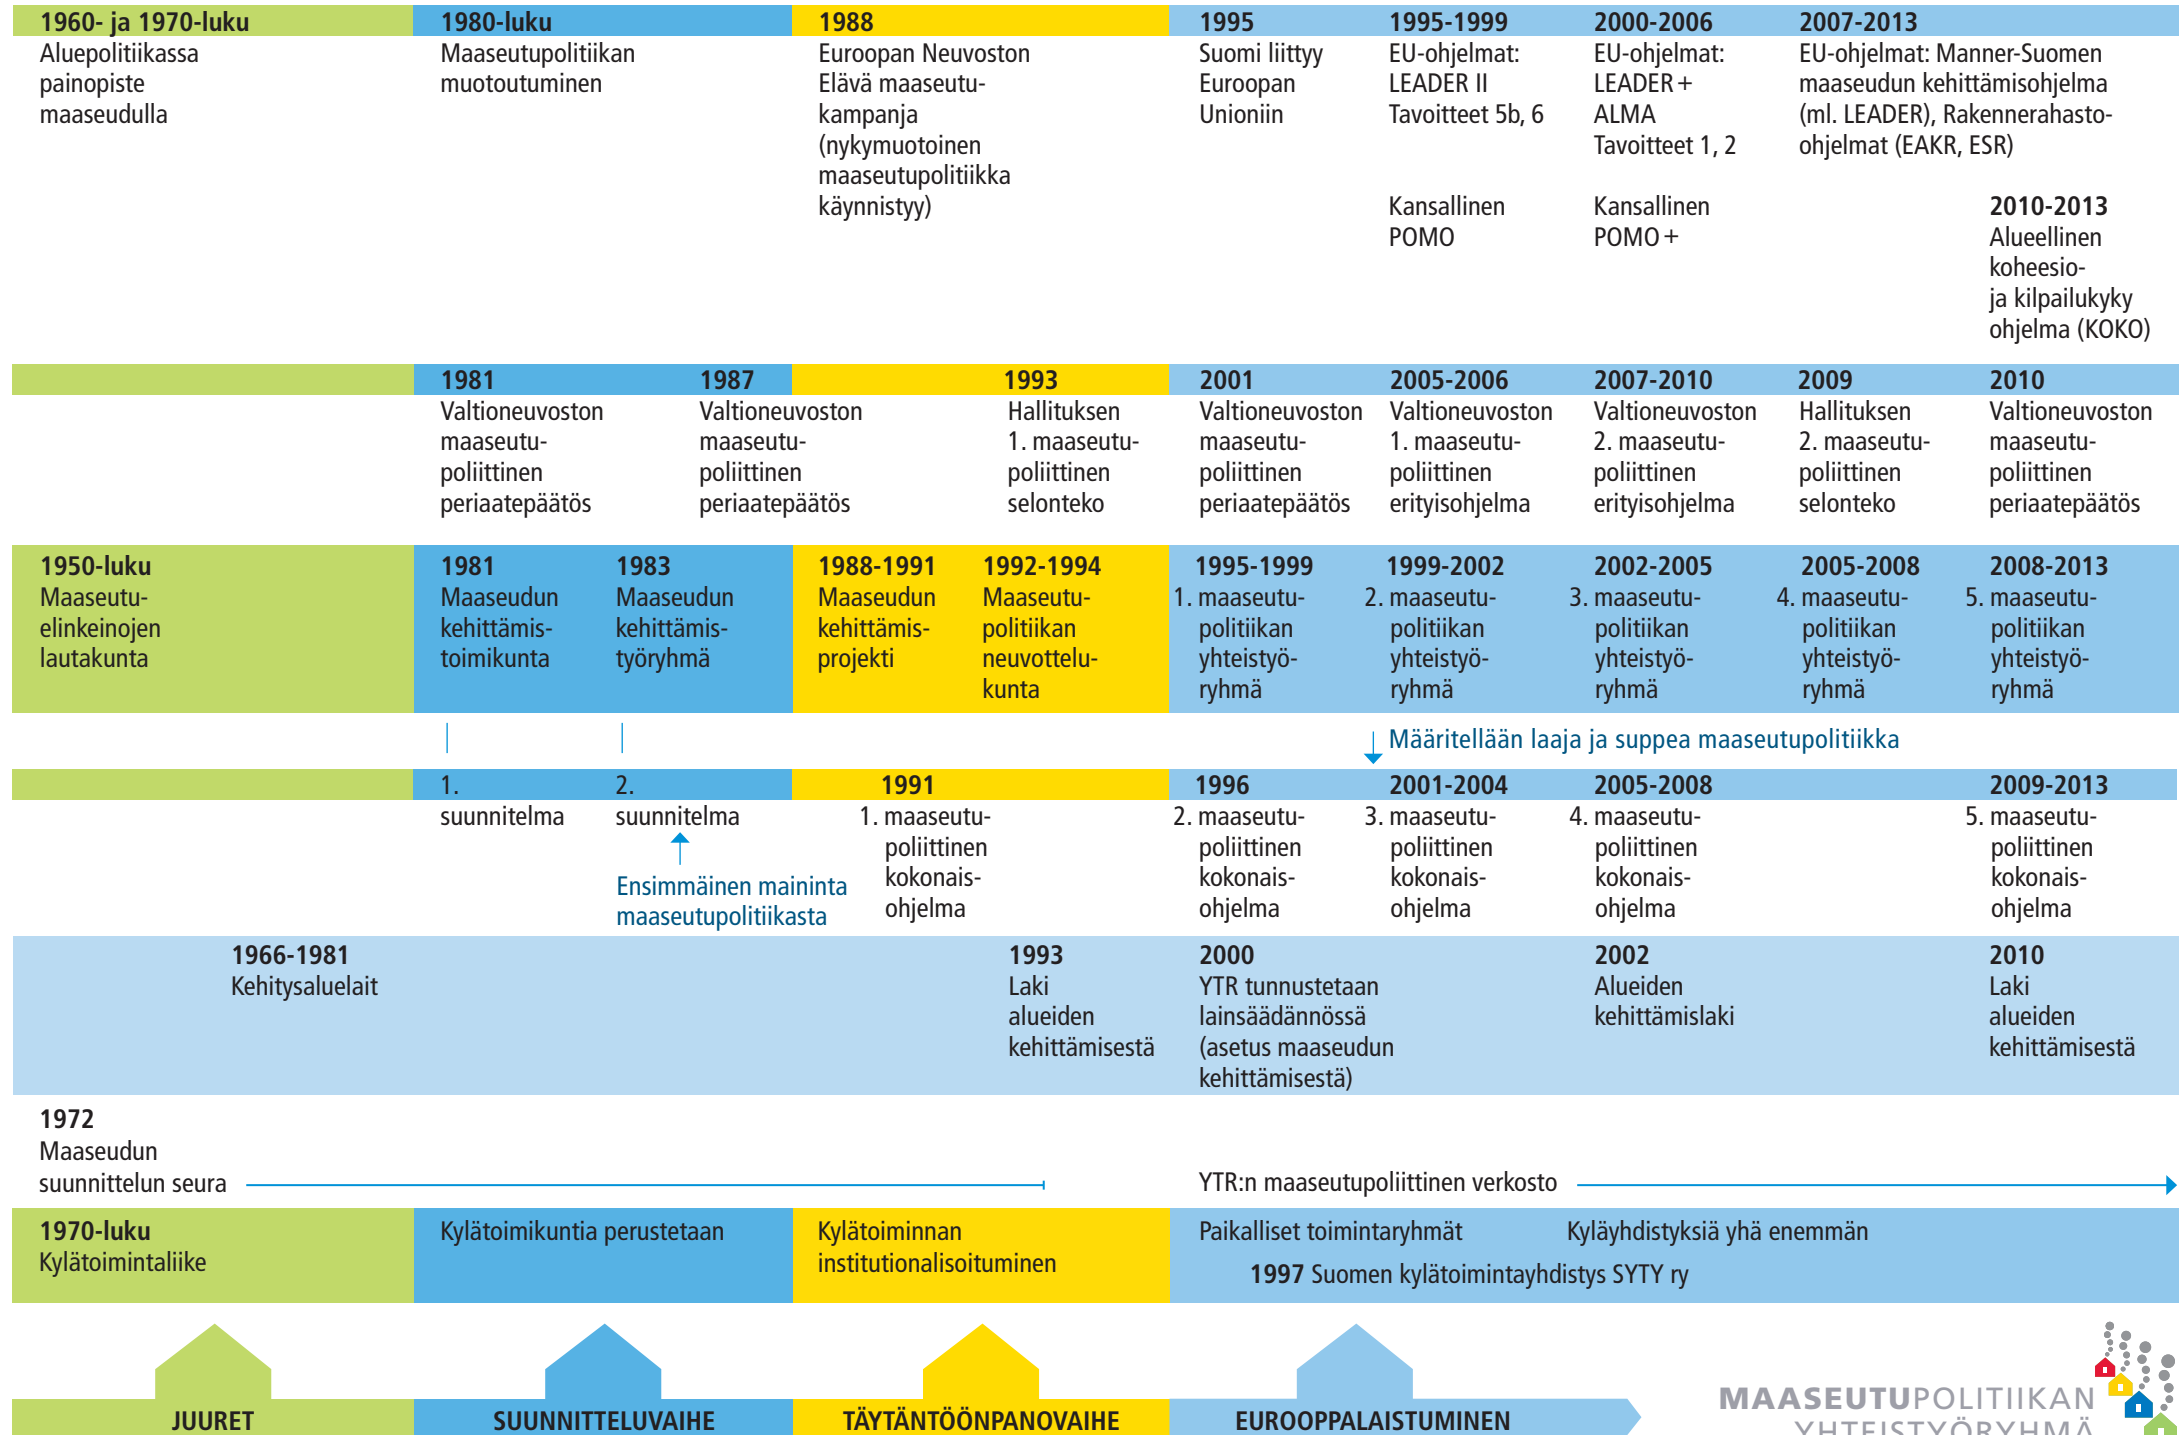 1960- ja 1970-luku
Aluepolitiikassa
painopiste
maaseudulla
1980-luku
Maaseutupolitiikan
muotoutuminen
1988
Euroopan Neuvoston
Elävä maaseutu-
kampanja
(nykymuotoinen
maaseutupolitiikka
käynnistyy)
1995
Suomi liittyy
Euroopan
Unioniin
1995-1999
EU-ohjelmat:
LEADER II
Tavoitteet 5b, 6
Kansallinen
POMO
2000-2006
EU-ohjelmat:
LEADER+
ALMA
Tavoitteet 1, 2
Kansallinen
POMO+
2007-2013
EU-ohjelmat: Manner-Suomen
maaseudun kehittämisohjelma
(ml. LEADER), Rakennerahasto-
ohjelmat (EAKR, ESR)
2010-2013
Alueellinen
koheesio-
ja kilpailukyky
ohjelma (KOKO)
1981
Valtioneuvoston
maaseutu-
poliittinen
periaatepäätös
1987
Valtioneuvoston
maaseutu-
poliittinen
periaatepäätös
1993
Hallituksen
1. maaseutu-
poliittinen
selonteko
2001
Valtioneuvoston
maaseutu-
poliittinen
periaatepäätös
2005-2006
Valtioneuvoston
1. maaseutu-
poliittinen
erityisohjelma
2007-2010
Valtioneuvoston
2. maaseutu-
poliittinen
erityisohjelma
2009
Hallituksen
2. maaseutu-
poliittinen
selonteko
2010
Valtioneuvoston
maaseutu-
poliittinen
periaatepäätös
1950-luku
Maaseutu-
elinkeinojen
lautakunta
1981
Maaseudun
kehittämis-
toimikunta
1983
Maaseudun
kehittämis-
työryhmä
1988-1991
Maaseudun
kehittämis-
projekti
1992-1994
Maaseutu-
politiikan
neuvottelu-
kunta
1995-1999
1. maaseutu-
politiikan
yhteistyö-
ryhmä
1999-2002
2. maaseutu-
politiikan
yhteistyö-
ryhmä
2002-2005
3. maaseutu-
politiikan
yhteistyö-
ryhmä
2005-2008
4. maaseutu-
politiikan
yhteistyö-
ryhmä
2008-2013
5. maaseutu-
politiikan
yhteistyö-
ryhmä
Määritellään laaja ja suppea maaseutupolitiikka
1.
suunnitelma
2.
suunnitelma
Ensimmäinen maininta
maaseutupolitiikasta
1991
1. maaseutu-
poliittinen
kokonais-
ohjelma
1996
2. maaseutu-
poliittinen
kokonais-
ohjelma
2001-2004
3. maaseutu-
poliittinen
kokonais-
ohjelma
2005-2008
4. maaseutu-
poliittinen
kokonais-
ohjelma
2009-2013
5. maaseutu-
poliittinen
kokonais-
ohjelma
1966-1981
Kehitysaluelait
1993
Laki
alueiden
kehittämisestä
2000
YTR tunnustetaan
lainsäädännössä
(asetus maaseudun
kehittämisestä)
2002
Alueiden
kehittämislaki
2010
Laki
alueiden
kehittämisestä
1972
Maaseudun
suunnittelun seura
YTR:n maaseutupoliittinen verkosto
1970-luku
Kylätoimintaliike
Kylätoimikuntia perustetaan
Kylätoiminnan
institutionalisoituminen
Paikalliset toimintaryhmät
Kyläyhdistyksiä yhä enemmän
1997 Suomen kylätoimintayhdistys SYTY ry
JUURET
SUUNNITTELUVAIHE
TÄYTÄNTÖÖNPANOVAIHE
EUROOPPALAISTUMINEN
MAASEUTUPOLITIIKAN
YHTEISTYÖRYHMÄ